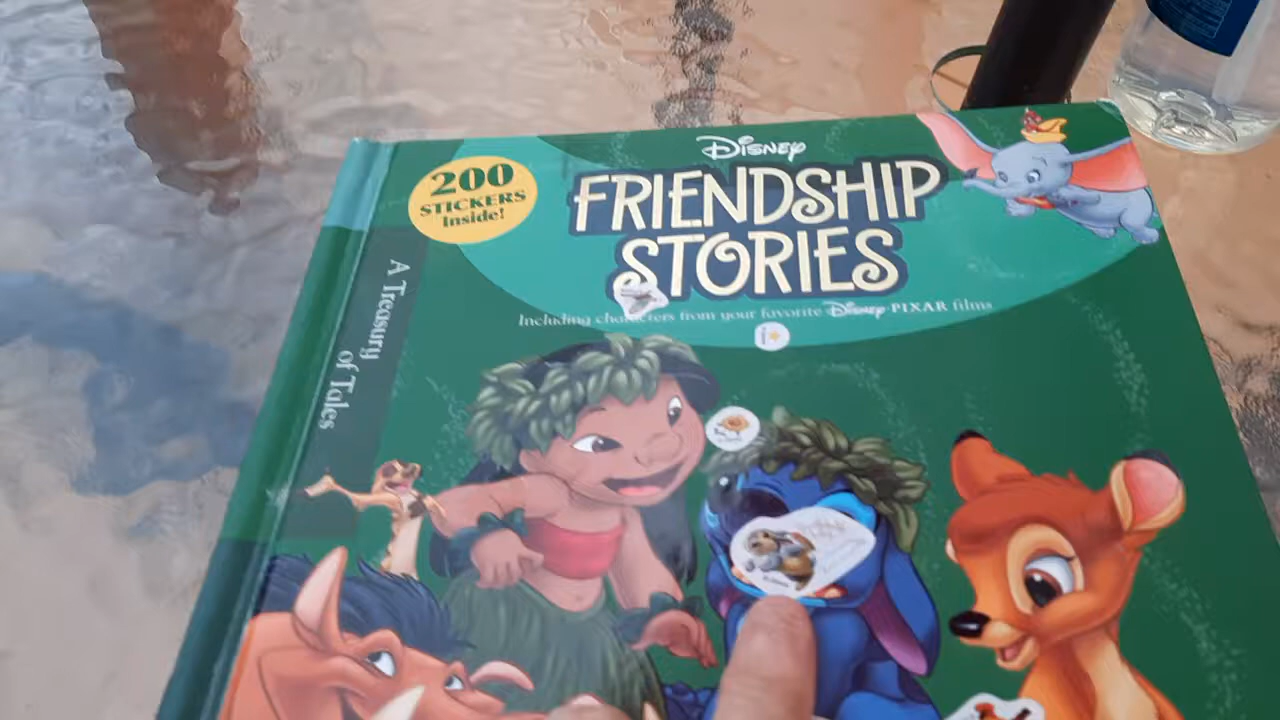 200
STICKERS
Inside!
DISNEY
FRIENDSHIP
STORIES
Including characters from your favorite Disney·PIXAR films
A Treasury
of Tales